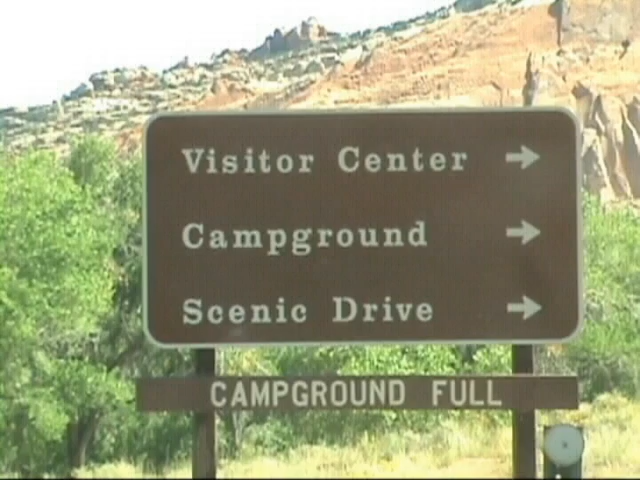 Visitor Center →
Campground →
Scenic Drive →
CAMPGROUND FULL